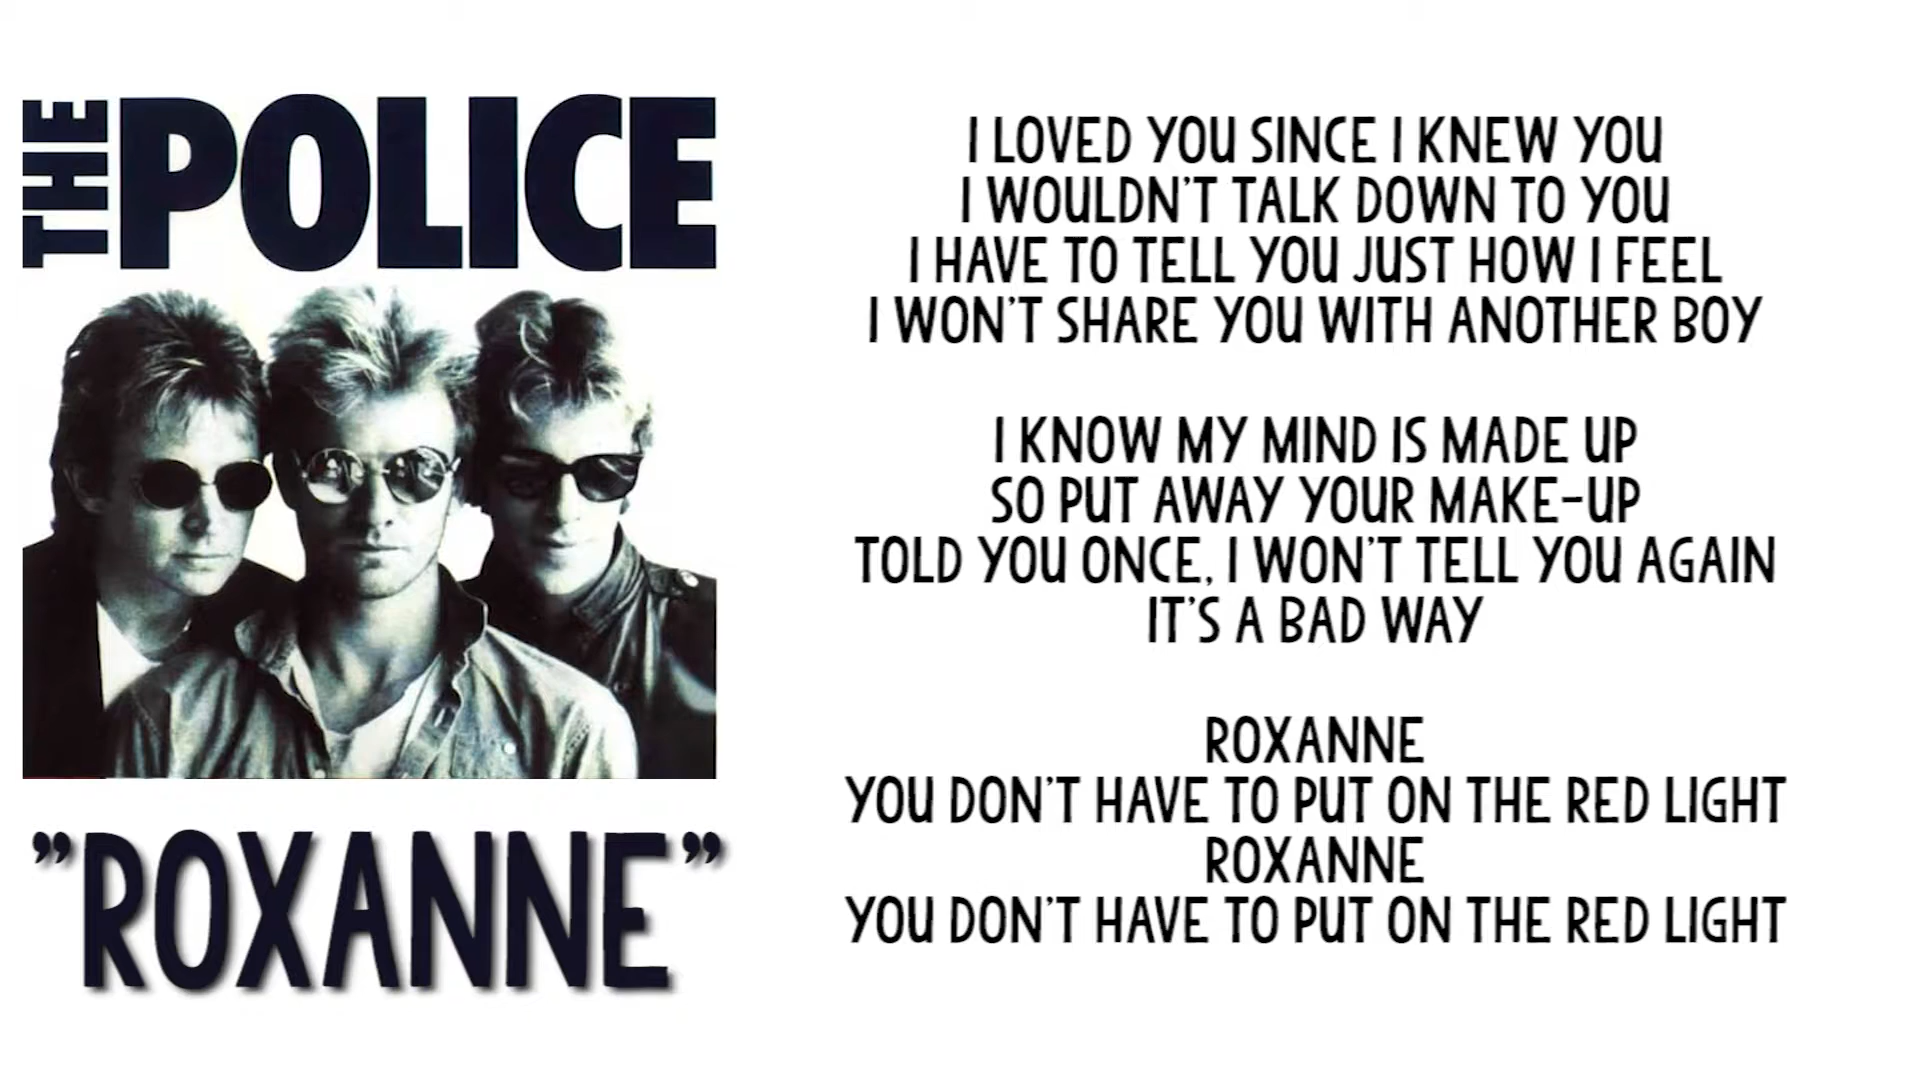 THE POLICE
"ROXANNE"
I LOVED YOU SINCE I KNEW YOU
I WOULDN'T TALK DOWN TO YOU
I HAVE TO TELL YOU JUST HOW I FEEL
I WON'T SHARE YOU WITH ANOTHER BOY
I KNOW MY MIND IS MADE UP
SO PUT AWAY YOUR MAKE-UP
TOLD YOU ONCE, I WON'T TELL YOU AGAIN
IT'S A BAD WAY
ROXANNE
YOU DON'T HAVE TO PUT ON THE RED LIGHT
ROXANNE
YOU DON'T HAVE TO PUT ON THE RED LIGHT